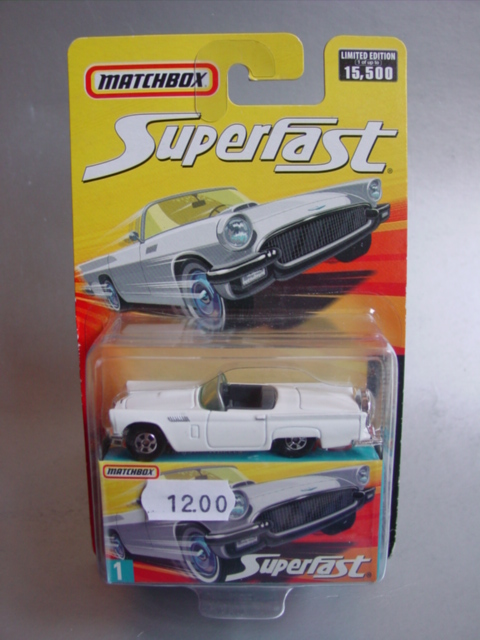 MATCHBOX
LIMITED EDITION
1 of up to
15,500
Superfast
MATCHBOX
12.00
1
Superfast